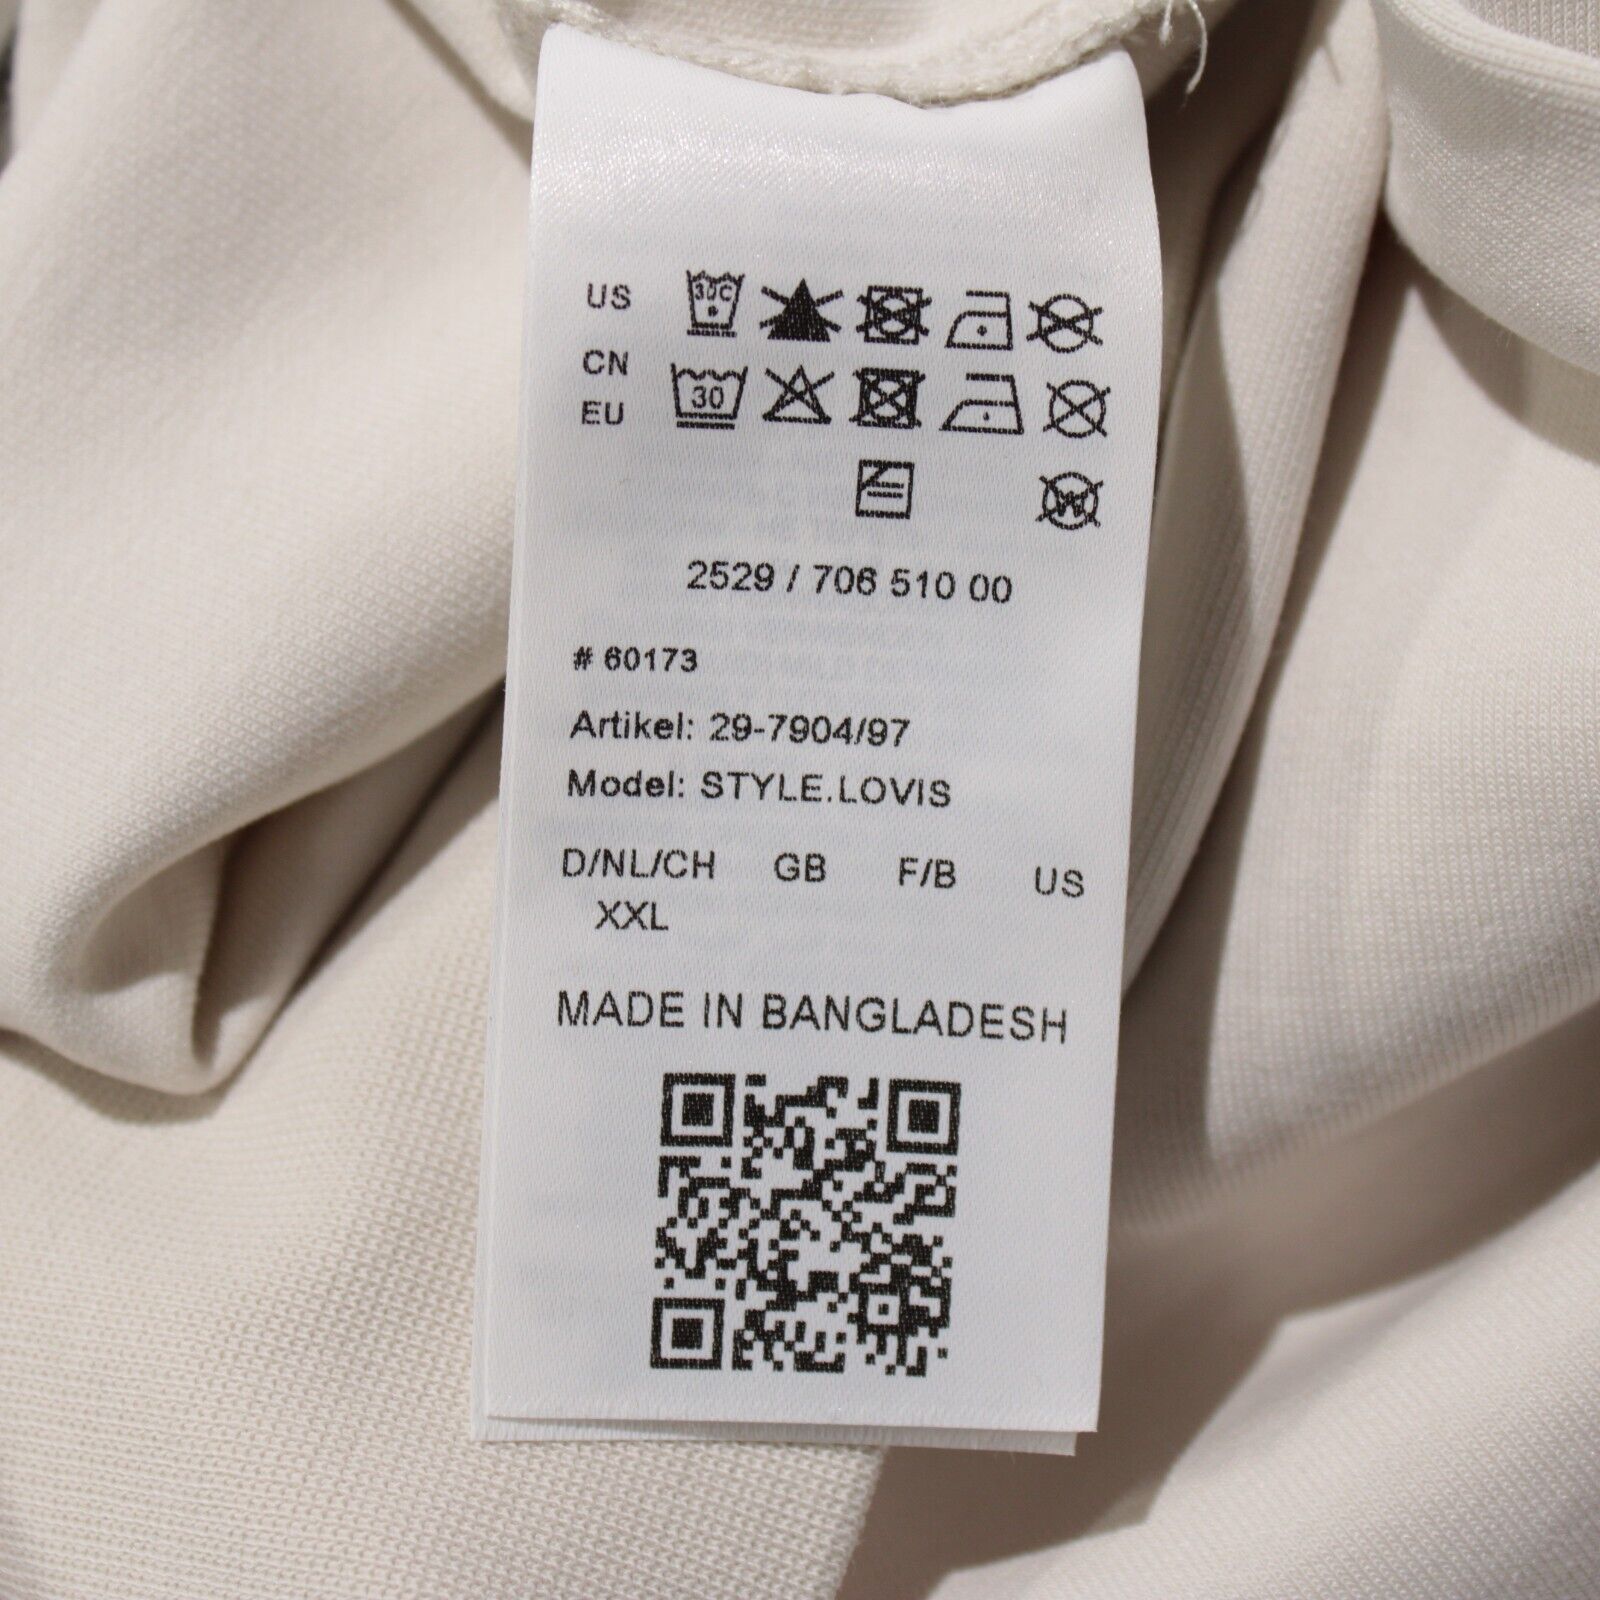 US 30C
CN
EU 30
W
2529 / 706 510 00
# 60173
Artikel: 29-7904/97
Model: STYLE.LOVIS
D/NL/CH GB F/B US
XXL
MADE IN BANGLADESH